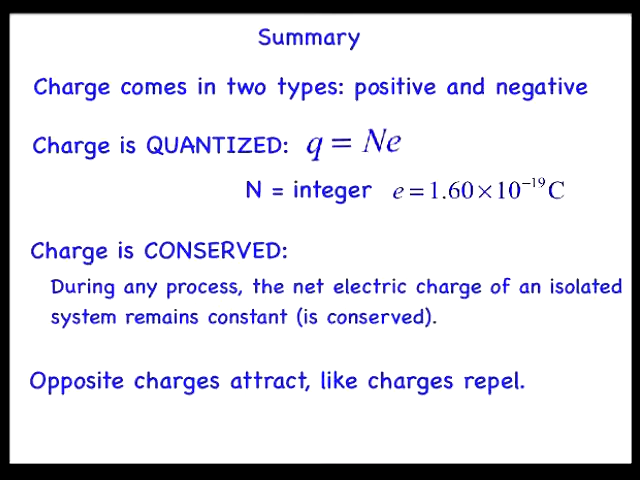 Summary
Charge comes in two types: positive and negative
Charge is QUANTIZED: q = Ne
N = integer e = 1.60 × 10⁻¹⁹ C
Charge is CONSERVED:
During any process, the net electric charge of an isolated
system remains constant (is conserved).
Opposite charges attract, like charges repel.